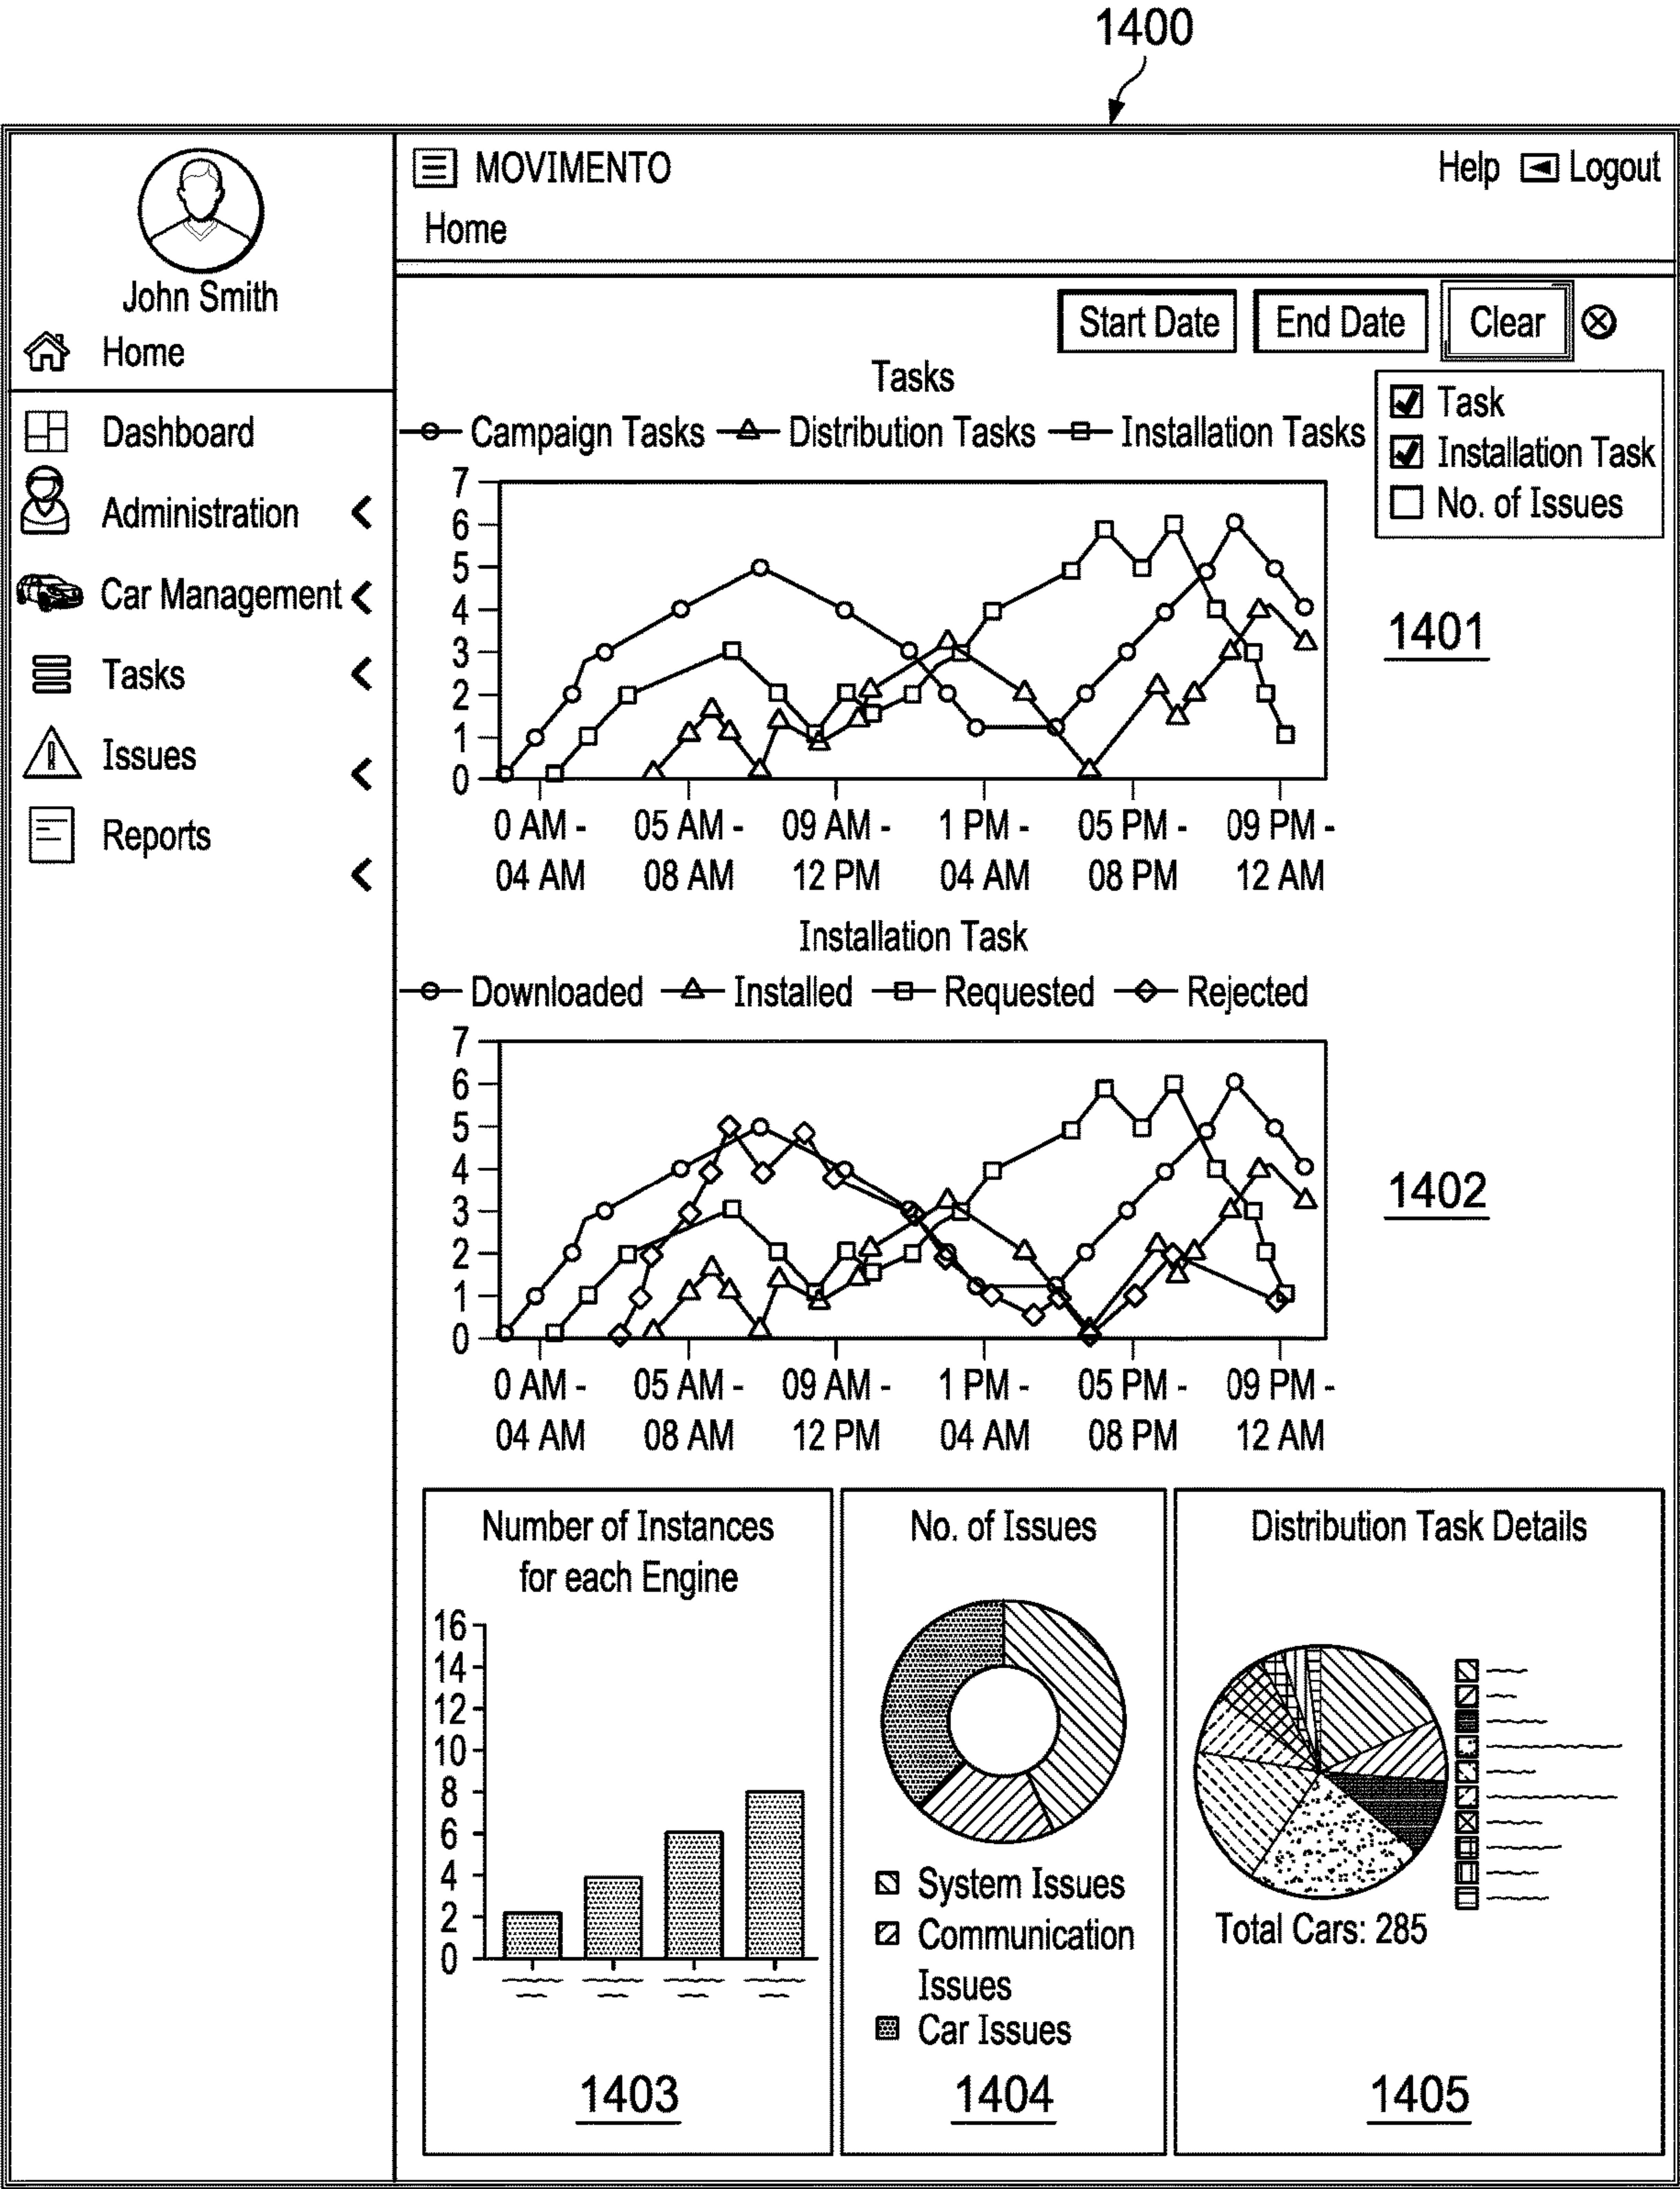 1400
MOVIMENTO
Help Logout
Home
John Smith
Home
Dashboard
Administration
Car Management
Tasks
Issues
Reports
Start Date End Date Clear
Task
Installation Task
No. of Issues
Tasks
Campaign Tasks Distribution Tasks Installation Tasks
7
6
5
4
3
2
1
0
0 AM - 05 AM - 09 AM - 1 PM - 05 PM - 09 PM -
04 AM 08 AM 12 PM 04 AM 08 PM 12 AM
1401
Installation Task
Downloaded Installed Requested Rejected
7
6
5
4
3
2
1
0
0 AM - 05 AM - 09 AM - 1 PM - 05 PM - 09 PM -
04 AM 08 AM 12 PM 04 AM 08 PM 12 AM
1402
Number of Instances
for each Engine
16
14
12
10
8
6
4
2
0
1403
No. of Issues
System Issues
Communication
Issues
Car Issues
1404
Distribution Task Details
Total Cars: 285
1405